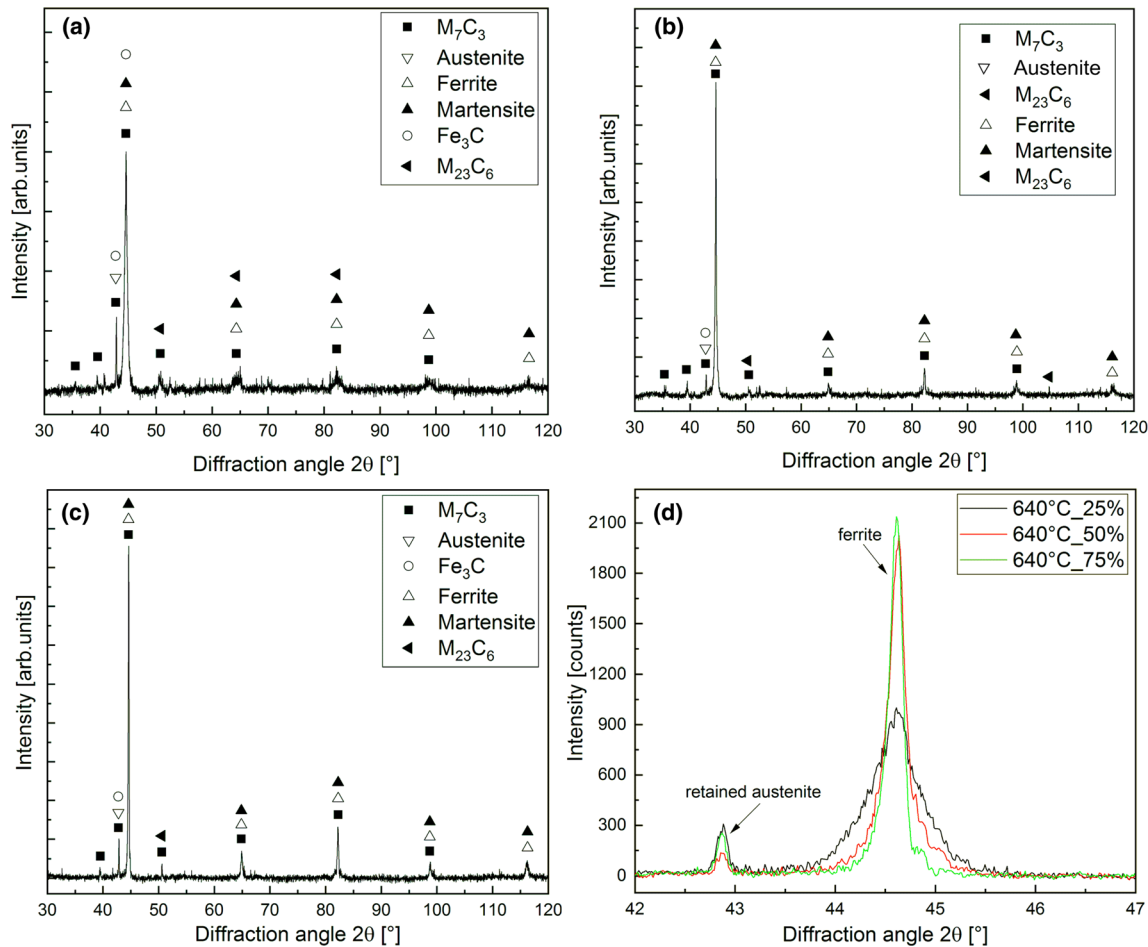 (a)
M₇C₃
Austenite
Ferrite
Martensite
Fe₃C
M₂₃C₆
Intensity [arb.units]
30 40 50 60 70 80 90 100 110 120
Diffraction angle 2θ [°]
(b)
M₇C₃
Austenite
M₂₃C₆
Ferrite
Martensite
M₂₃C₆
Intensity [arb.units]
30 40 50 60 70 80 90 100 110 120
Diffraction angle 2θ [°]
(c)
M₇C₃
Austenite
Fe₃C
Ferrite
Martensite
M₂₃C₆
Intensity [arb.units]
30 40 50 60 70 80 90 100 110 120
Diffraction angle 2θ [°]
(d)
640°C_25%
640°C_50%
640°C_75%
ferrite
retained austenite
Intensity [counts]
2100
1800
1500
1200
900
600
300
0
42 43 44 45 46 47
Diffraction angle 2θ [°]